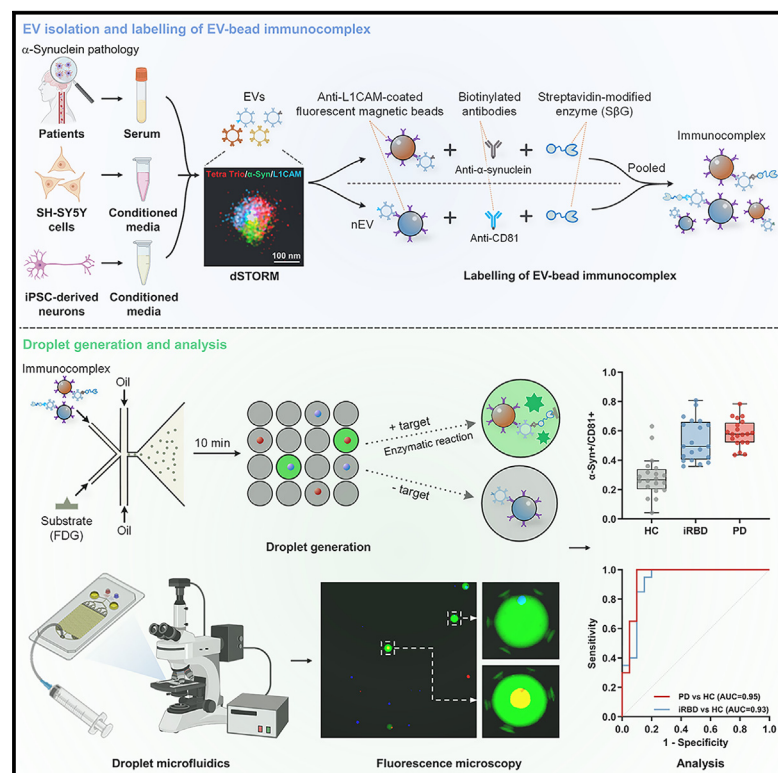 EV isolation and labelling of EV-bead immunocomplex
α-Synuclein pathology
Patients
Serum
SH-SY5Y
cells
Conditioned
media
iPSC-derived
neurons
Conditioned
media
EVs
Tetra Trio/α-Syn/L1CAM
100 nm
dSTORM
Anti-L1CAM-coated
fluorescent magnetic beads
Biotinylated
antibodies
Streptavidin-modified
enzyme (SβG)
+
+
Anti-α-synuclein
nEV
+
+
Anti-CD81
Pooled
Immunocomplex
Labelling of EV-bead immunocomplex
Droplet generation and analysis
Immunocomplex
Oil
Substrate
(FDG)
Oil
10 min
Droplet generation
+ target
Enzymatic reaction
- target
α-Syn+/CD81+
1.0
0.8
0.6
0.4
0.2
0.0
HC
iRBD
PD
Droplet microfluidics
Fluorescence microscopy
Sensitivity
1.0
0.8
0.6
0.4
0.2
0.0
PD vs HC (AUC=0.95)
iRBD vs HC (AUC=0.93)
0.0 0.2 0.4 0.6 0.8 1.0
1 - Specificity
Analysis